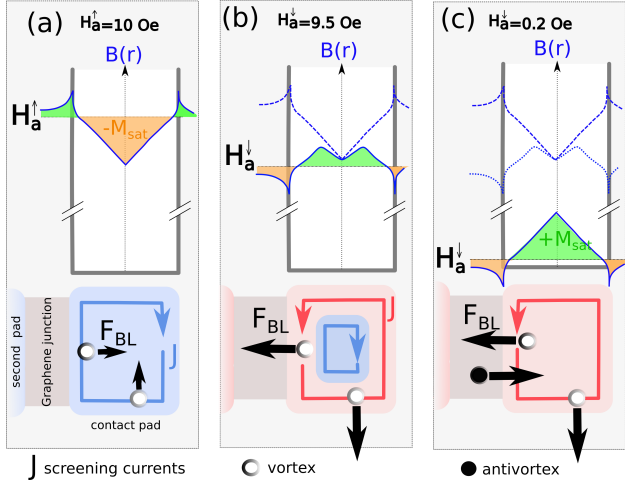 (a)
H↑a=10 Oe
B(r)
H↑a
-Msat
second pad
Graphene junction
FBL
J
contact pad
(b)
H↓a=9.5 Oe
B(r)
H↓a
FBL
J
(c)
H↓a=0.2 Oe
B(r)
+Msat
H↓a
FBL
J screening currents
vortex
antivortex